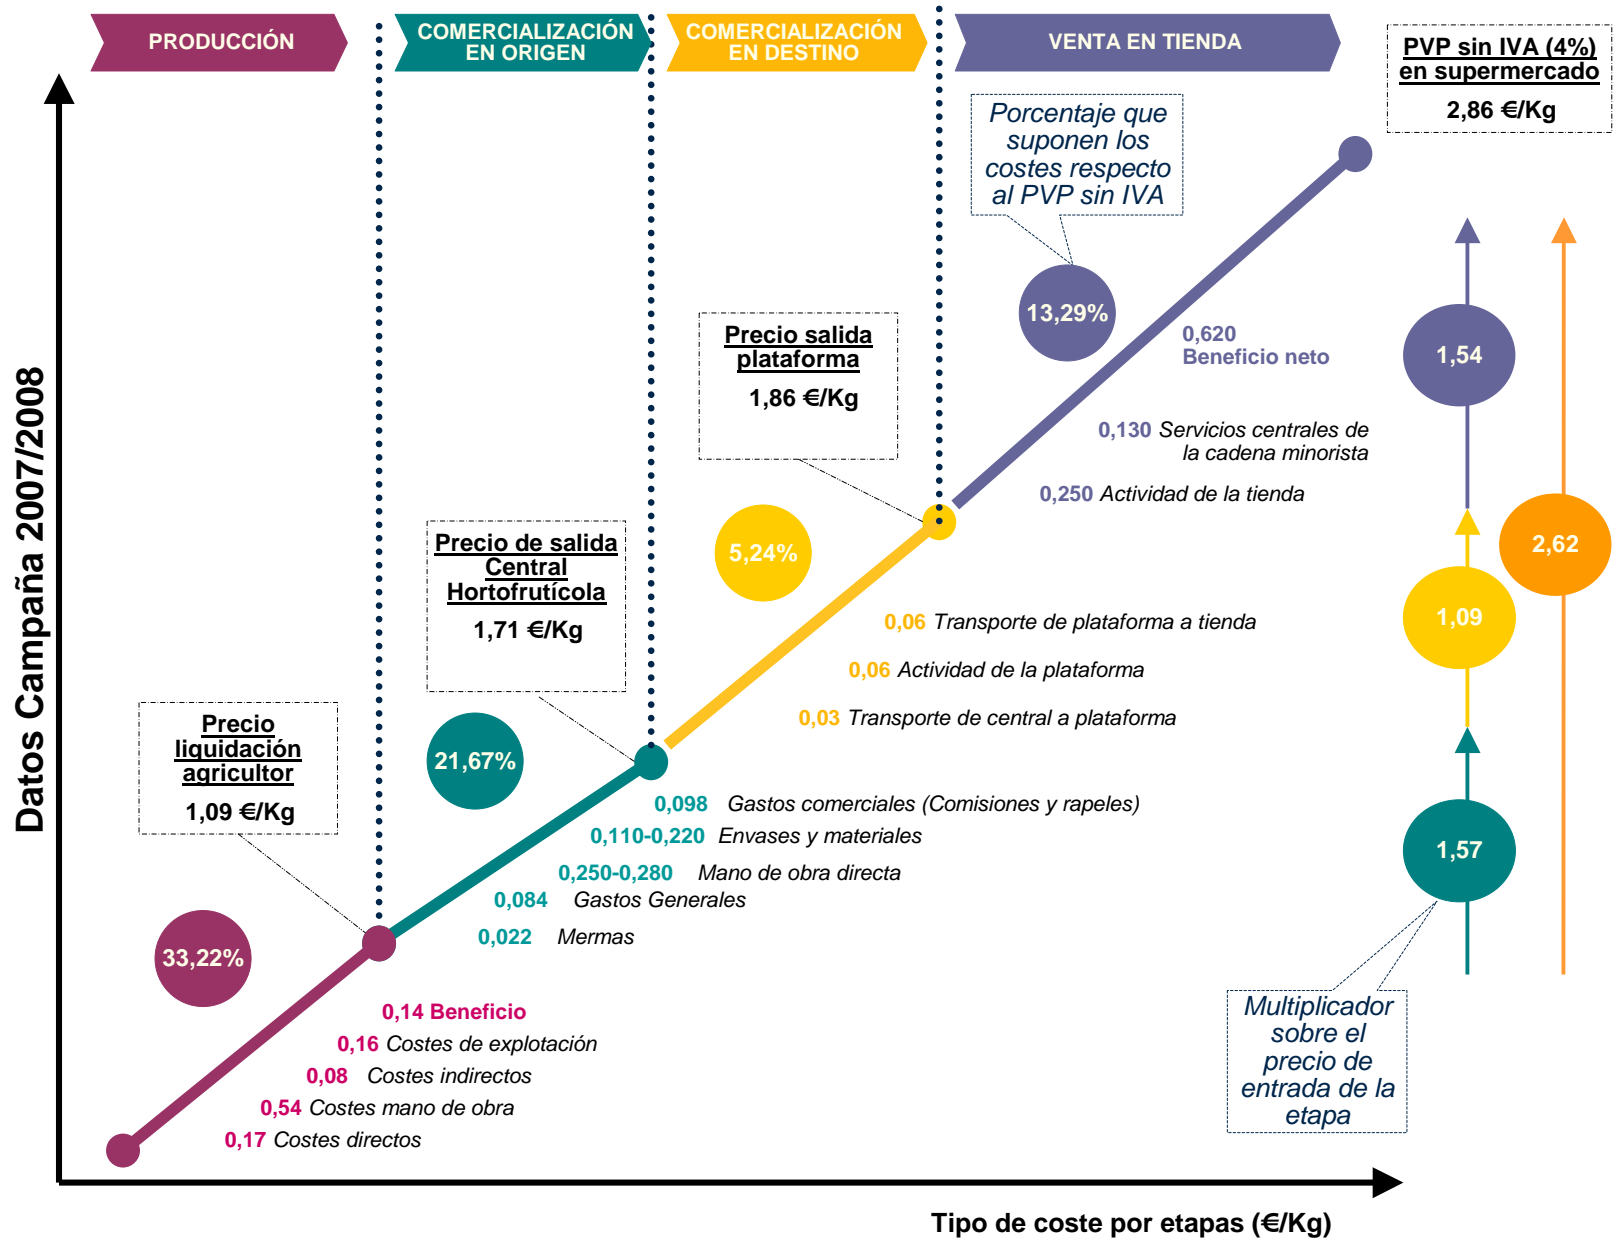 PRODUCCIÓN
COMERCIALIZACIÓN
EN ORIGEN
COMERCIALIZACIÓN
EN DESTINO
VENTA EN TIENDA
PVP sin IVA (4%)
en supermercado
2,86 €/Kg
Porcentaje que
suponen los
costes respecto
al PVP sin IVA
13,29%
0,620
Beneficio neto
0,130 Servicios centrales de
la cadena minorista
0,250 Actividad de la tienda
Precio salida
plataforma
1,86 €/Kg
5,24%
0,06 Transporte de plataforma a tienda
0,06 Actividad de la plataforma
0,03 Transporte de central a plataforma
Precio de salida
Central
Hortofrutícola
1,71 €/Kg
21,67%
0,098 Gastos comerciales (Comisiones y rapeles)
0,110-0,220 Envases y materiales
0,250-0,280 Mano de obra directa
0,084 Gastos Generales
0,022 Mermas
Precio
liquidación
agricultor
1,09 €/Kg
33,22%
0,14 Beneficio
0,16 Costes de explotación
0,08 Costes indirectos
0,54 Costes mano de obra
0,17 Costes directos
1,54
2,62
1,09
1,57
Multiplicador
sobre el
precio de
entrada de la
etapa
Datos Campaña 2007/2008
Tipo de coste por etapas (€/Kg)